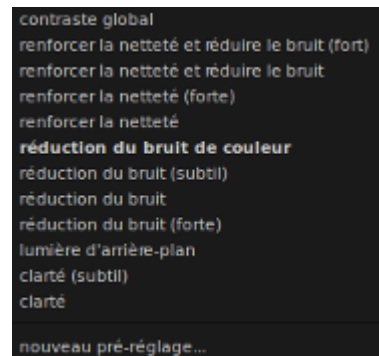 contraste global
renforcer la netteté et réduire le bruit (fort)
renforcer la netteté et réduire le bruit
renforcer la netteté (forte)
renforcer la netteté
réduction du bruit de couleur
réduction du bruit (subtil)
réduction du bruit
réduction du bruit (forte)
lumière d'arrière-plan
clarté (subtil)
clarté
nouveau pré-réglage...